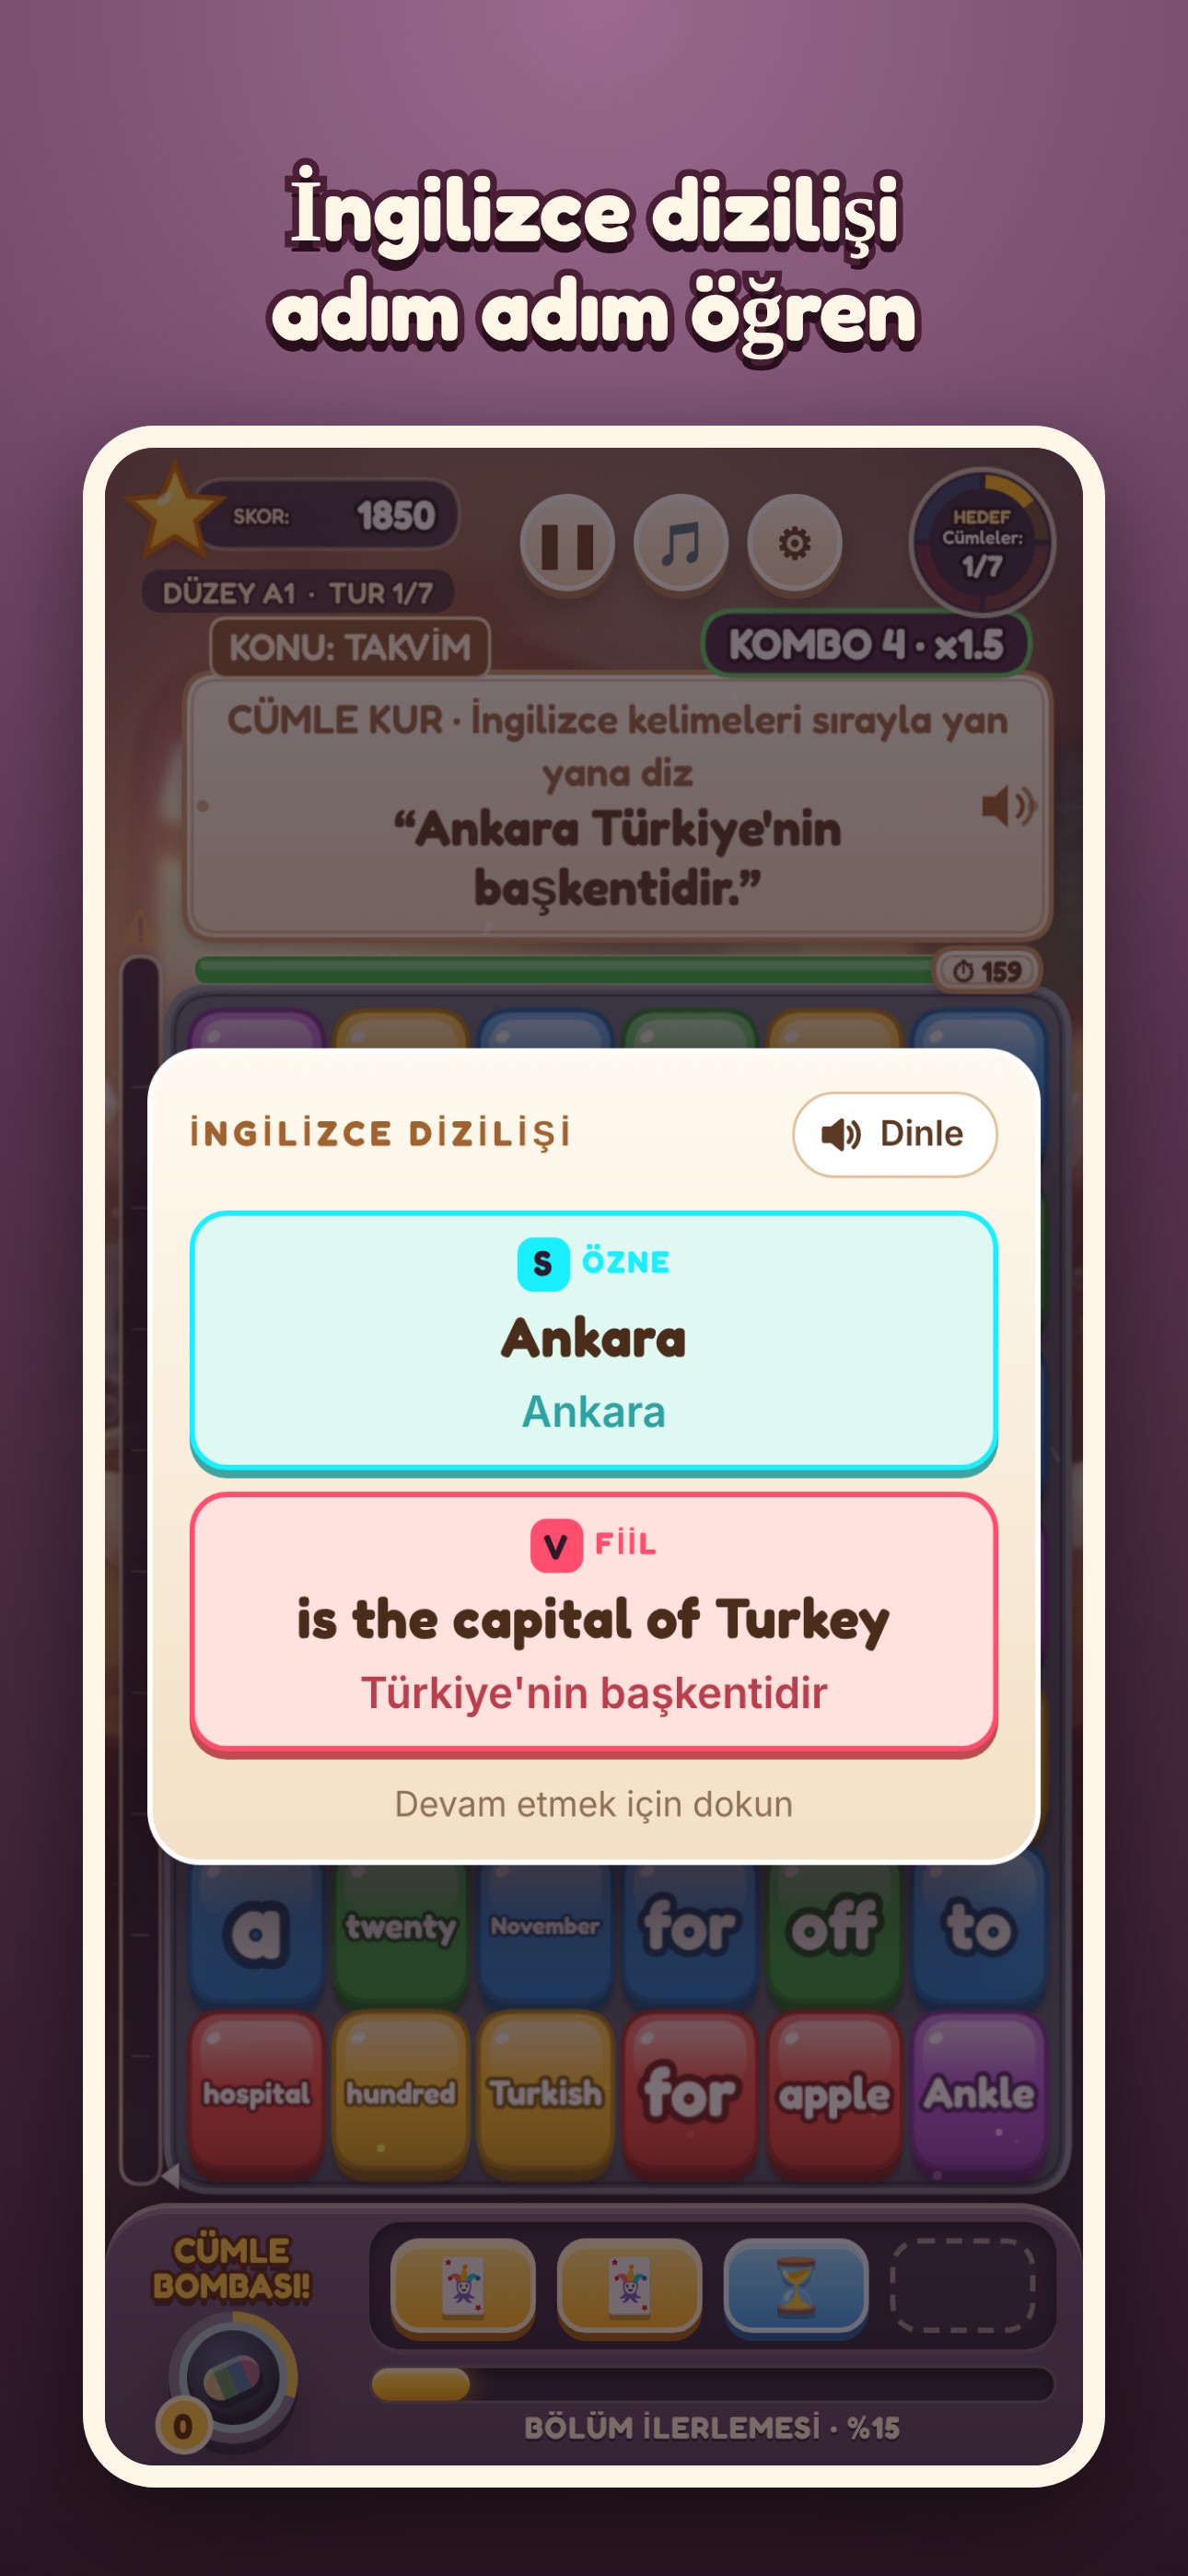 İngilizce dizilişi
adım adım öğren
SKOR: 1850
HEDEF
Cümleler:
1/7
DÜZEY A1 · TUR 1/7
KONU: TAKVİM
KOMBO 4 · x1.5
CÜMLE KUR · İngilizce kelimeleri sırayla yan
yana diz
“Ankara Türkiye'nin
başkentidir.”
159
İNGİLİZCE DİZİLİŞİ
Dinle
S ÖZNE
Ankara
Ankara
V FİİL
is the capital of Turkey
Türkiye'nin başkentidir
Devam etmek için dokun
a twenty November for off to
hospital hundred Turkish for apple Ankle
CÜMLE
BOMBASI!
0
BÖLÜM İLERLEMESİ · %15